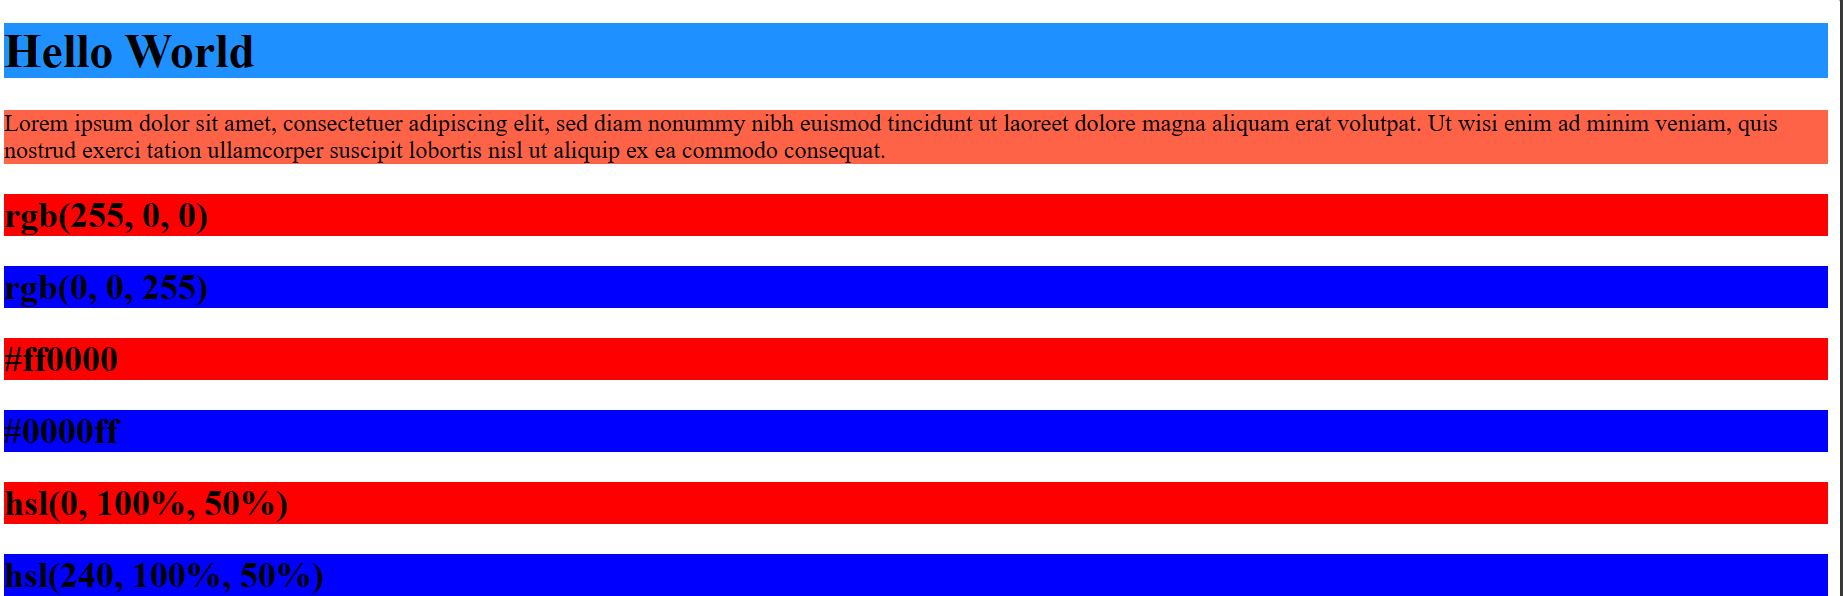 Hello World
Lorem ipsum dolor sit amet, consectetuer adipiscing elit, sed diam nonummy nibh euismod tincidunt ut laoreet dolore magna aliquam erat volutpat. Ut wisi enim ad minim veniam, quis
nostrud exerci tation ullamcorper suscipit lobortis nisl ut aliquip ex ea commodo consequat.
rgb(255, 0, 0)
rgb(0, 0, 255)
#ff0000
#0000ff
hsl(0, 100%, 50%)
hsl(240, 100%, 50%)